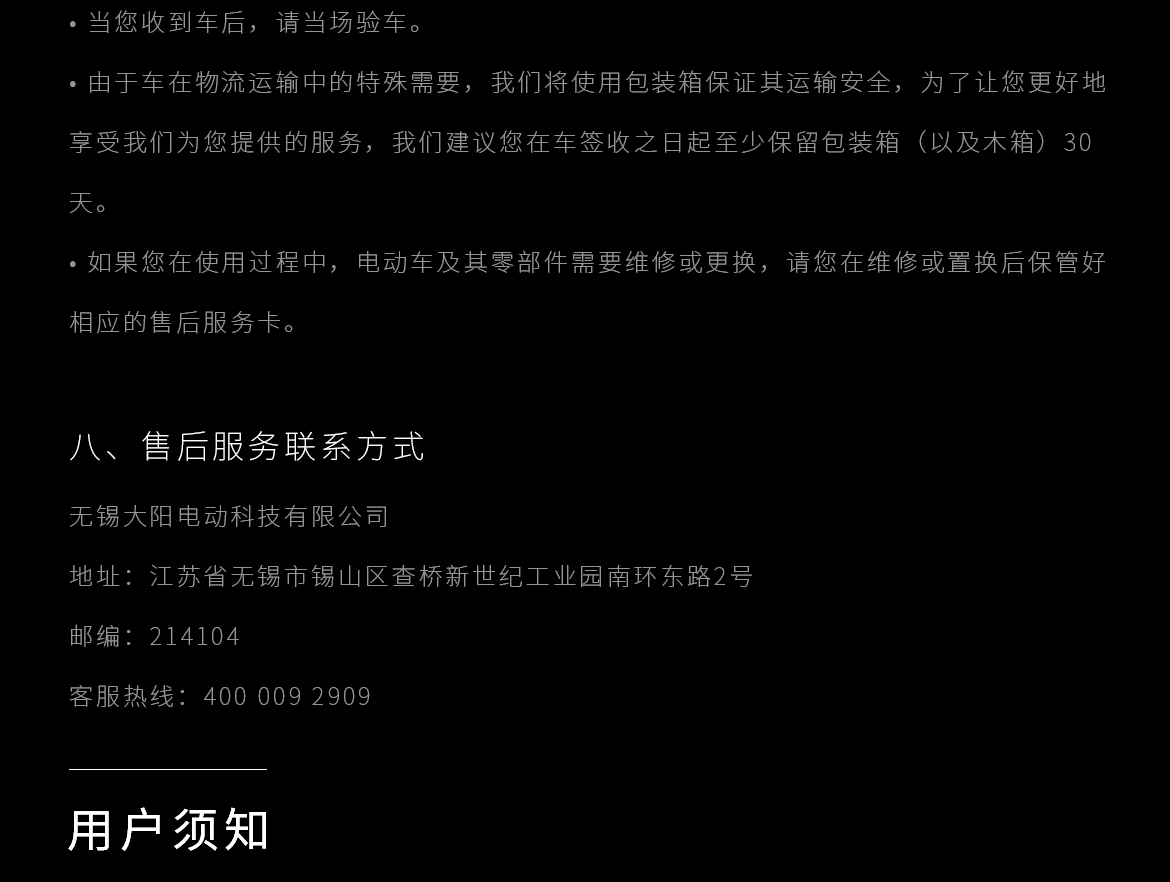 • 当您收到车后，请当场验车。
• 由于车在物流运输中的特殊需要，我们将使用包装箱保证其运输安全，为了让您更好地
享受我们为您提供的服务，我们建议您在车签收之日起至少保留包装箱（以及木箱）30
天。
• 如果您在使用过程中，电动车及其零部件需要维修或更换，请您在维修或置换后保管好
相应的售后服务卡。
八、售后服务联系方式
无锡大阳电动科技有限公司
地址：江苏省无锡市锡山区查桥新世纪工业园南环东路2号
邮编：214104
客服热线：400 009 2909
用户须知